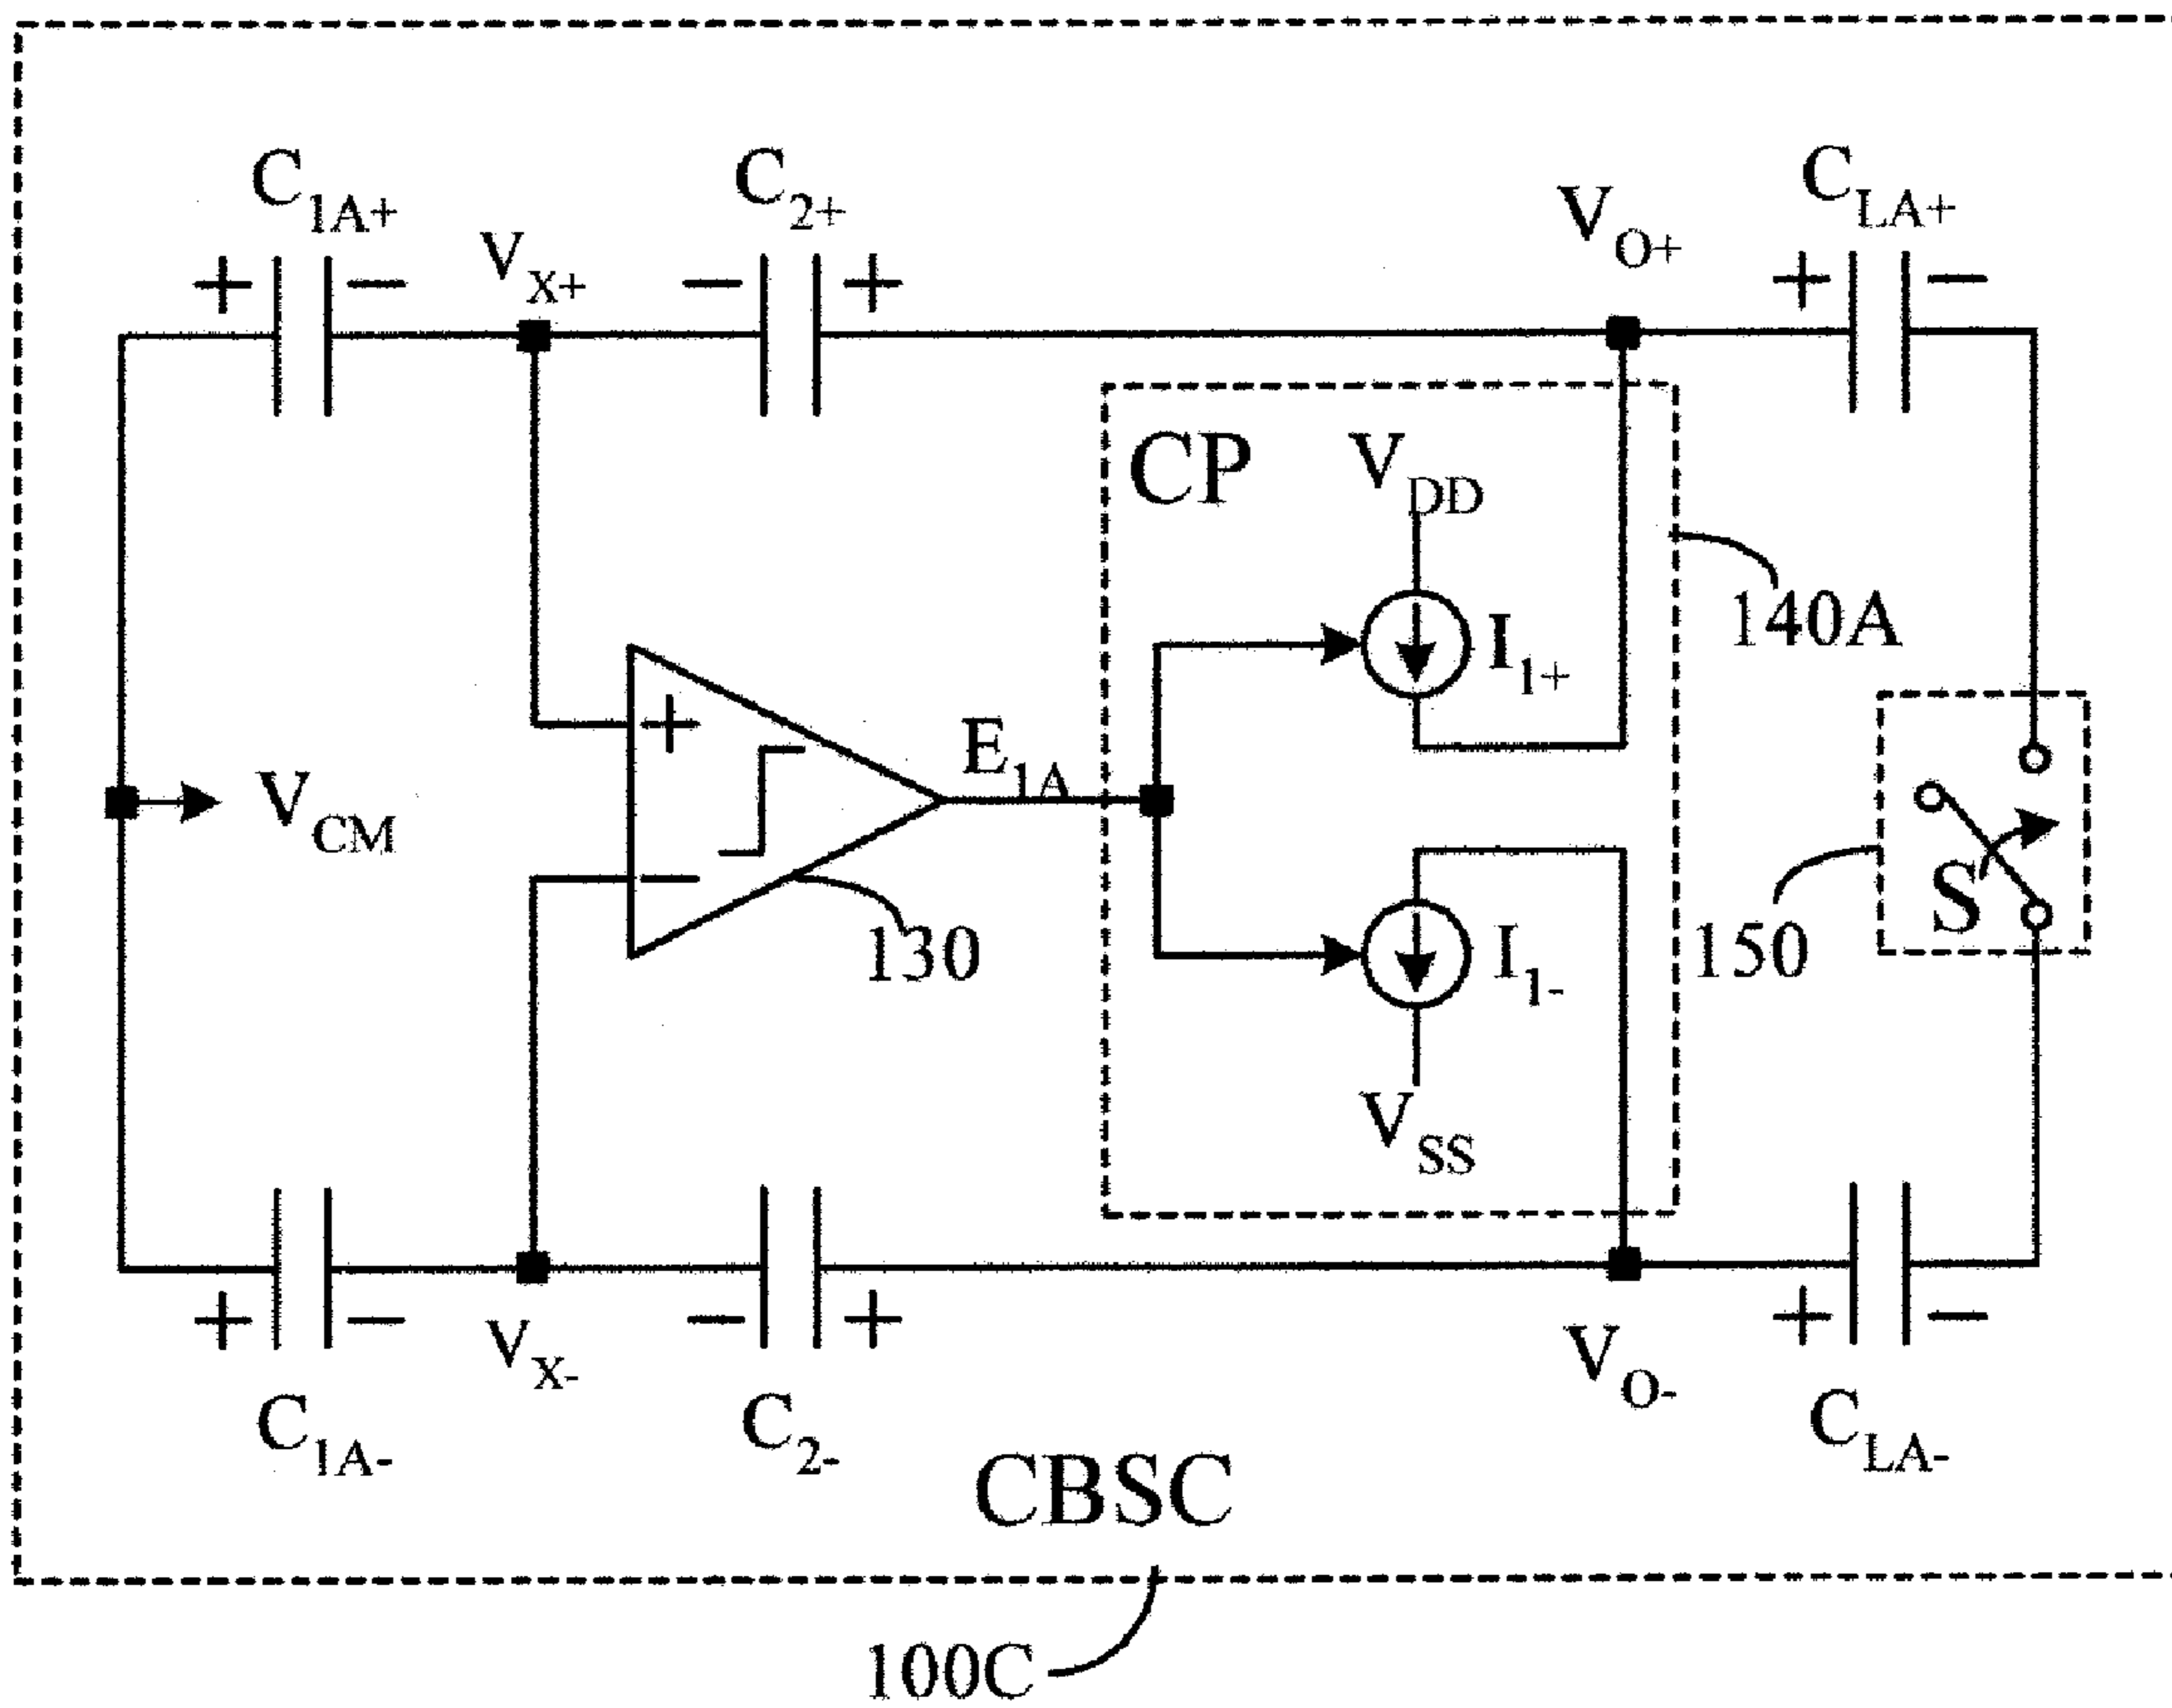 C1A+
C2+
VO+
CLA+
VX+
+ −
− +
+ −
CP
VDD
I1+
140A
+
E1A
VCM
S
−
130
I1-
150
VSS
+ −
VX-
− +
VO-
+ −
C1A-
C2-
CLA-
CBSC
100C